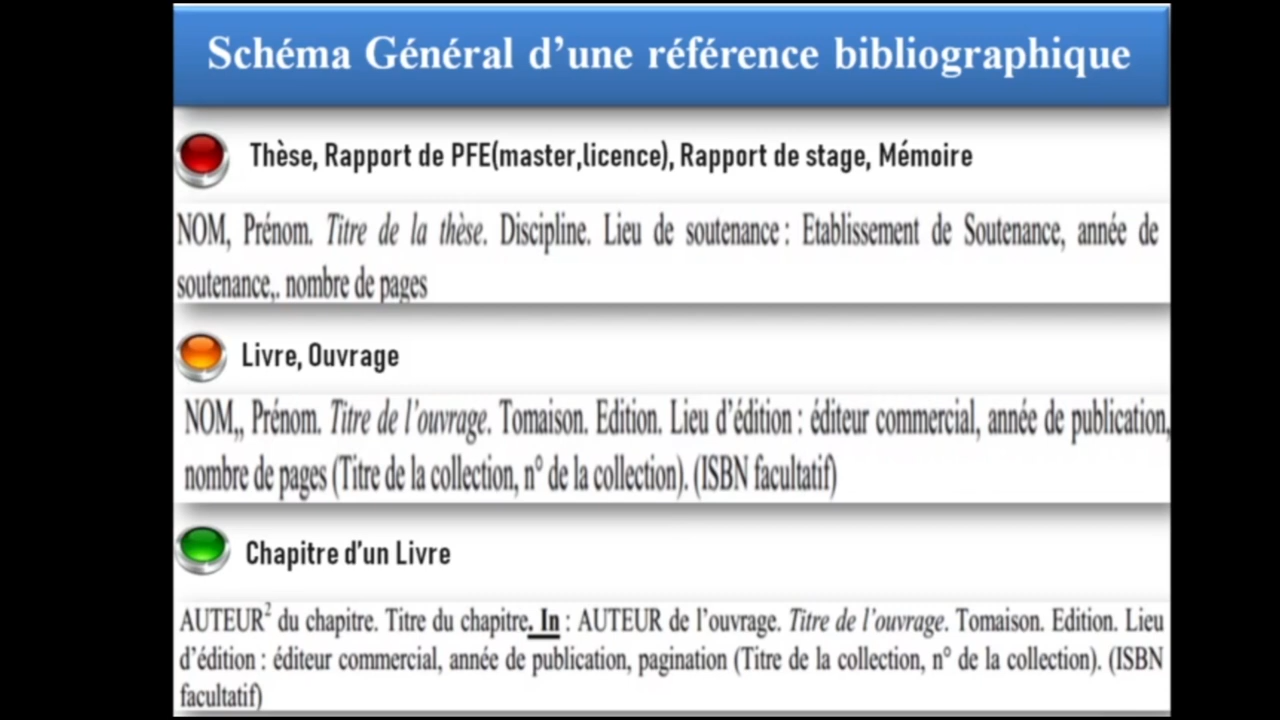 Schéma Général d’une référence bibliographique
Thèse, Rapport de PFE(master,licence), Rapport de stage, Mémoire
NOM, Prénom. Titre de la thèse. Discipline. Lieu de soutenance : Etablissement de Soutenance, année de
soutenance,. nombre de pages
Livre, Ouvrage
NOM,, Prénom. Titre de l’ouvrage. Tomaison. Edition. Lieu d’édition : éditeur commercial, année de publication,
nombre de pages (Titre de la collection, n° de la collection). (ISBN facultatif)
Chapitre d’un Livre
AUTEUR² du chapitre. Titre du chapitre. In : AUTEUR de l’ouvrage. Titre de l’ouvrage. Tomaison. Edition. Lieu
d’édition : éditeur commercial, année de publication, pagination (Titre de la collection, n° de la collection). (ISBN
facultatif)